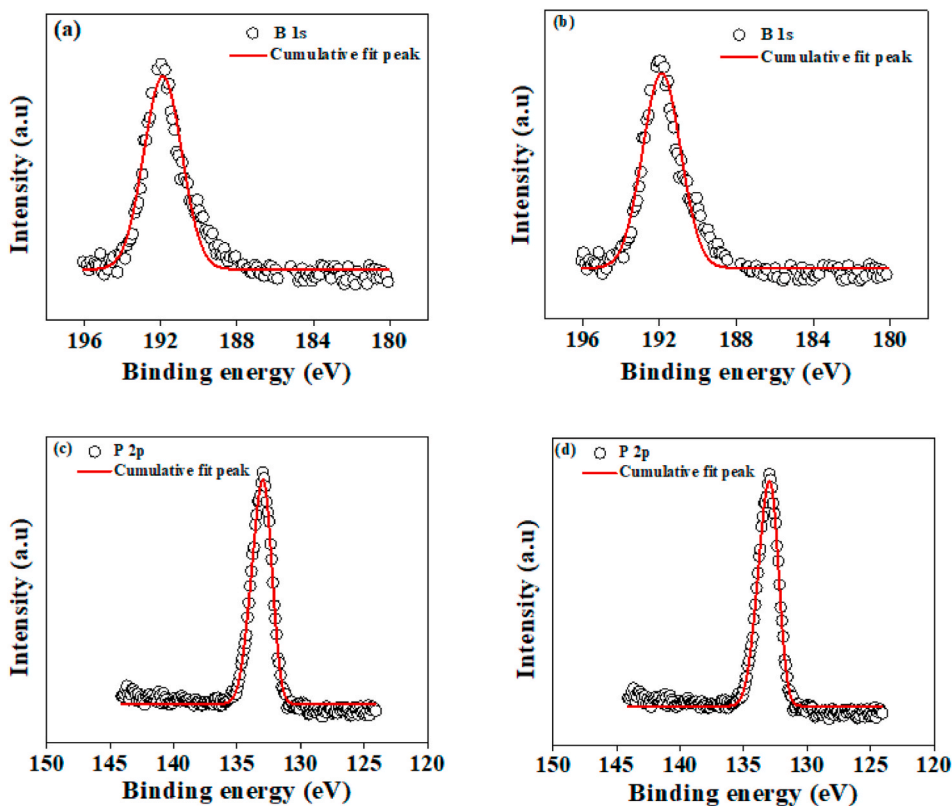 (a)
B 1s
Cumulative fit peak
Intensity (a.u)
196 192 188 184 180
Binding energy (eV)
(b)
B 1s
Cumulative fit peak
Intensity (a.u)
196 192 188 184 180
Binding energy (eV)
(c)
P 2p
Cumulative fit peak
Intensity (a.u)
150 145 140 135 130 125 120
Binding energy (eV)
(d)
P 2p
Cumulative fit peak
Intensity (a.u)
150 145 140 135 130 125 120
Binding energy (eV)